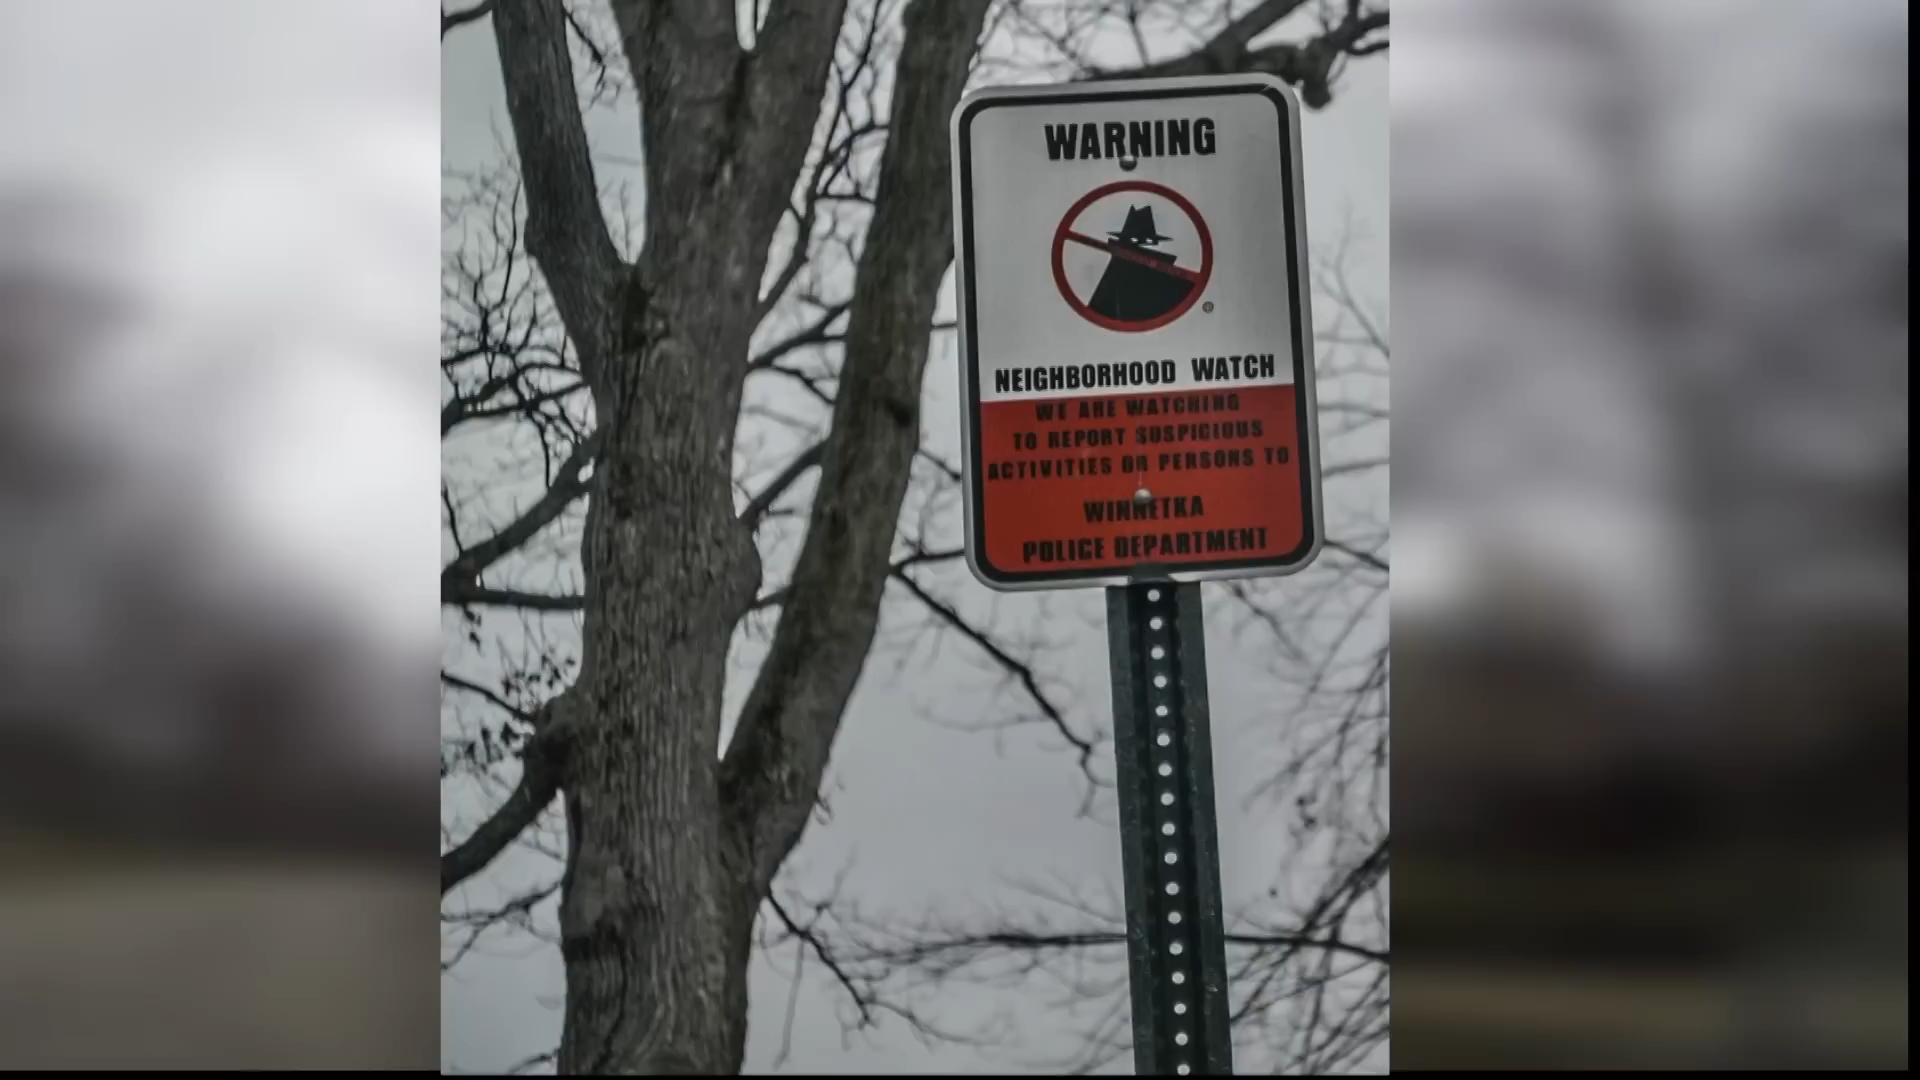 WARNING
®
NEIGHBORHOOD WATCH
WE ARE WATCHING
TO REPORT SUSPICIOUS
ACTIVITIES OR PERSONS TO
WINNETKA
POLICE DEPARTMENT